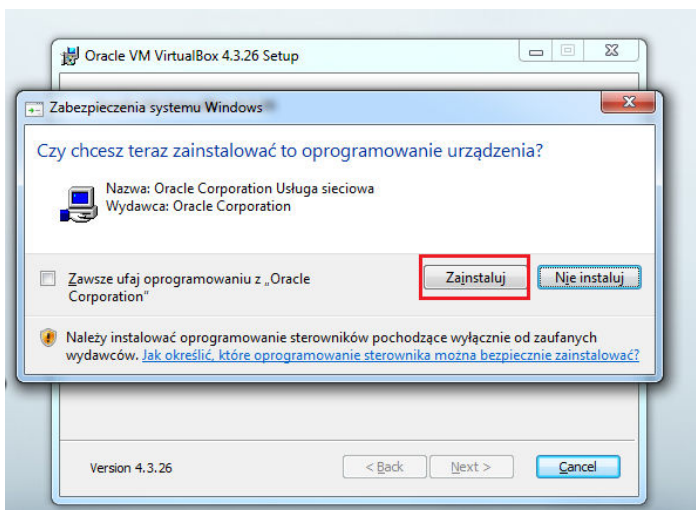 Oracle VM VirtualBox 4.3.26 Setup
Zabezpieczenia systemu Windows
Czy chcesz teraz zainstalować to oprogramowanie urządzenia?
Nazwa: Oracle Corporation Usługa sieciowa
Wydawca: Oracle Corporation
Zawsze ufaj oprogramowaniu z „Oracle
Corporation”
Zainstaluj
Nie instaluj
Należy instalować oprogramowanie sterowników pochodzące wyłącznie od zaufanych
wydawców. Jak określić, które oprogramowanie sterownika można bezpiecznie zainstalować?
Version 4.3.26
< Back
Next >
Cancel